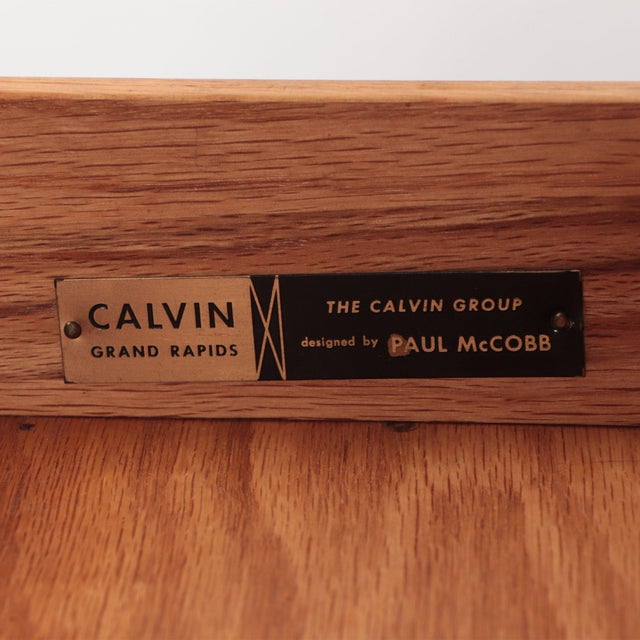 CALVIN
GRAND RAPIDS
THE CALVIN GROUP
designed by PAUL McCOBB